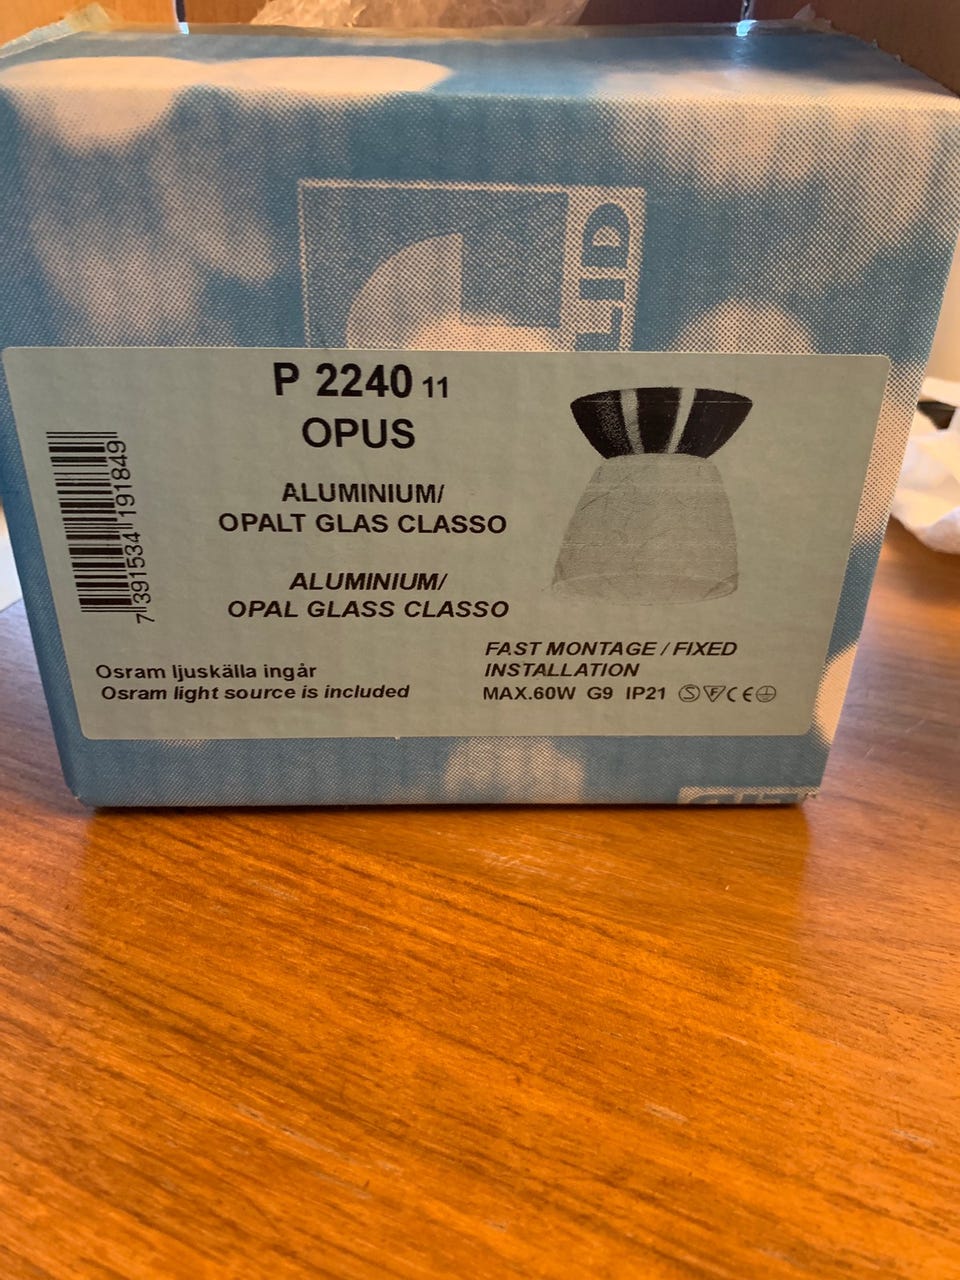 P 2240 11
OPUS
ALUMINIUM/
OPALT GLAS CLASSO
ALUMINIUM/
OPAL GLASS CLASSO
7 391534 191849
Osram ljuskälla ingår
Osram light source is included
FAST MONTAGE / FIXED
INSTALLATION
MAX.60W G9 IP21 S F CE